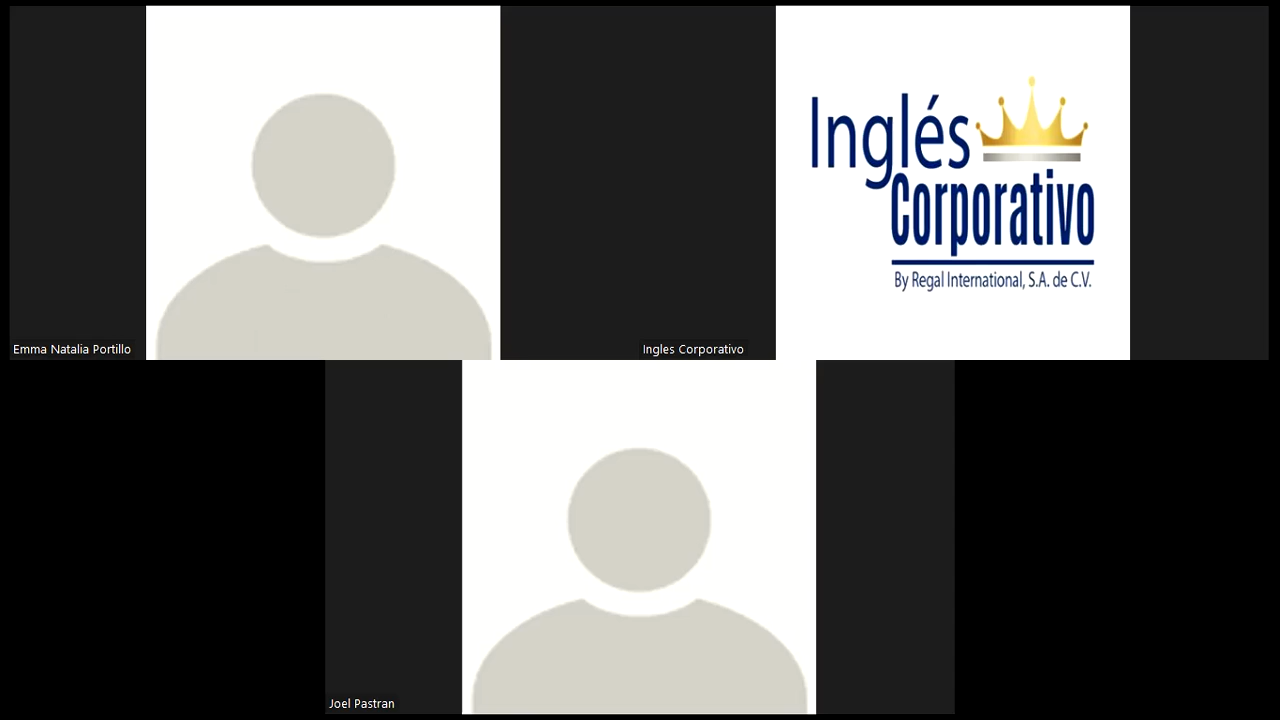 Inglés
Corporativo
By Regal International, S.A. de C.V.
Emma Natalia Portillo
Ingles Corporativo
Joel Pastran